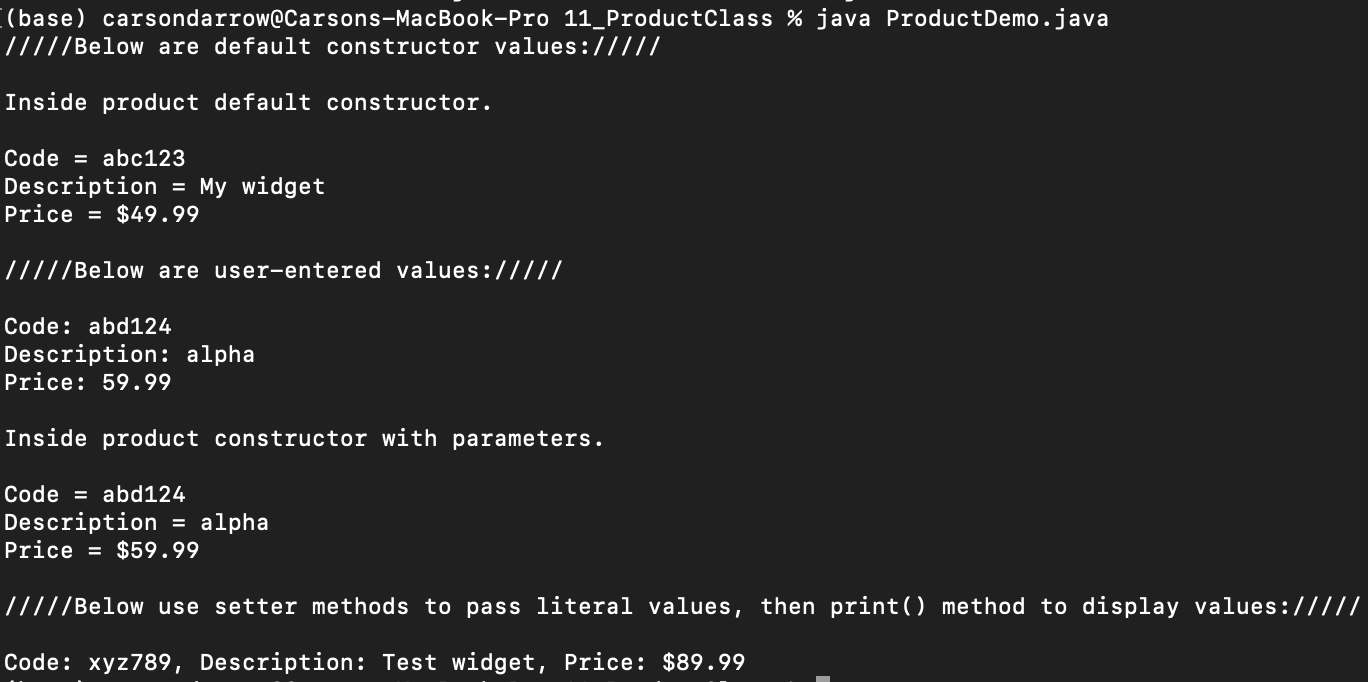 (base) carsondarrow@Carsons-MacBook-Pro 11_ProductClass % java ProductDemo.java
/////Below are default constructor values://///
Inside product default constructor.
Code = abc123
Description = My widget
Price = $49.99
/////Below are user-entered values://///
Code: abd124
Description: alpha
Price: 59.99
Inside product constructor with parameters.
Code = abd124
Description = alpha
Price = $59.99
/////Below use setter methods to pass literal values, then print() method to display values://///
Code: xyz789, Description: Test widget, Price: $89.99